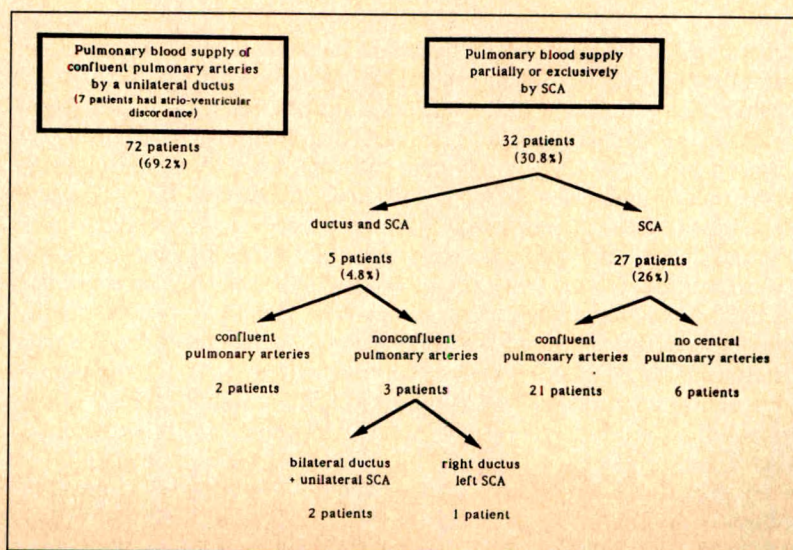 Pulmonary blood supply of
confluent pulmonary arteries
by a unilateral ductus
(7 patients had atrio-ventricular
discordance)
72 patients
(69.2%)
Pulmonary blood supply
partially or exclusively
by SCA
32 patients
(30.8%)
ductus and SCA
5 patients
(4.8%)
SCA
27 patients
(26%)
confluent
pulmonary arteries
2 patients
nonconfluent
pulmonary arteries
3 patients
confluent
pulmonary arteries
21 patients
no central
pulmonary arteries
6 patients
bilateral ductus
+ unilateral SCA
2 patients
right ductus
left SCA
1 patient